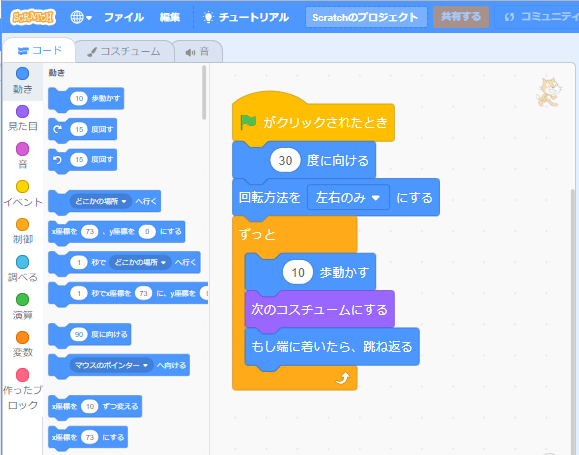 SCRATCH ファイル 編集 チュートリアル Scratchのプロジェクト 共有する コミュニティ
コード コスチューム 音
動き
見た目
音
イベント
制御
調べる
演算
変数
作ったブ
ロック
動き
10 歩動かす
15 度回す
15 度回す
どこかの場所 へ行く
x座標を 73 、y座標を 0 にする
1 秒で どこかの場所 へ行く
1 秒でx座標を 73 に、y座標を
90 度に向ける
マウスのポインター へ向ける
x座標を 10 ずつ変える
x座標を 73 にする
がクリックされたとき
30 度に向ける
回転方法を 左右のみ にする
ずっと
10 歩動かす
次のコスチュームにする
もし端に着いたら、跳ね返る